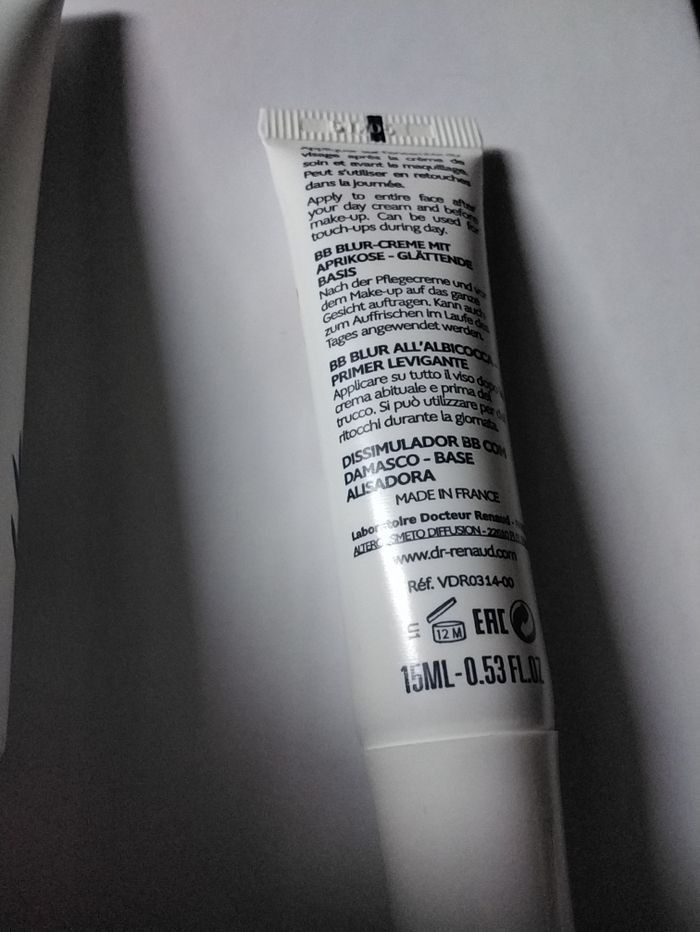 visage après la crème de
soin et avant le maquillage.
Peut s'utiliser en retouches
dans la journée.
Apply to entire face after
your day cream and before
make-up. Can be used for
touch-ups during day.
BB BLUR-CREME MIT
APRIKOSE - GLÄTTENDE
BASIS
Nach der Pflegecreme und vor
dem Make-up auf das ganze
Gesicht auftragen. Kann auch
zum Auffrischen im Laufe des
Tages angewendet werden.
BB BLUR ALL'ALBICOCCA -
PRIMER LEVIGANTE
Applicare su tutto il viso dopo
crema abituale e prima del
trucco. Si può utilizzare per
ritocchi durante la giornata.
DISSIMULADOR BB COM
DAMASCO - BASE
ALISADORA
MADE IN FRANCE
Laboratoire Docteur Renaud -
DIFFUSION -
www.dr-renaud.com
Réf. VDR0314-00
12 M EAC
15ML-0.53 FL.OZ